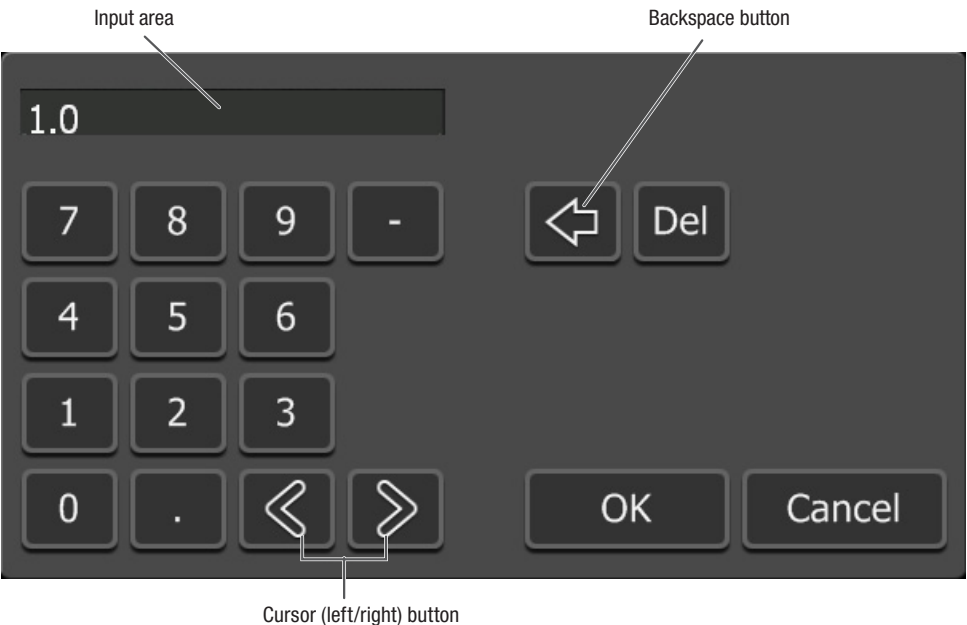 Input area Backspace button
1.0
7 8 9 - Del
4 5 6
1 2 3
0 . OK Cancel
Cursor (left/right) button